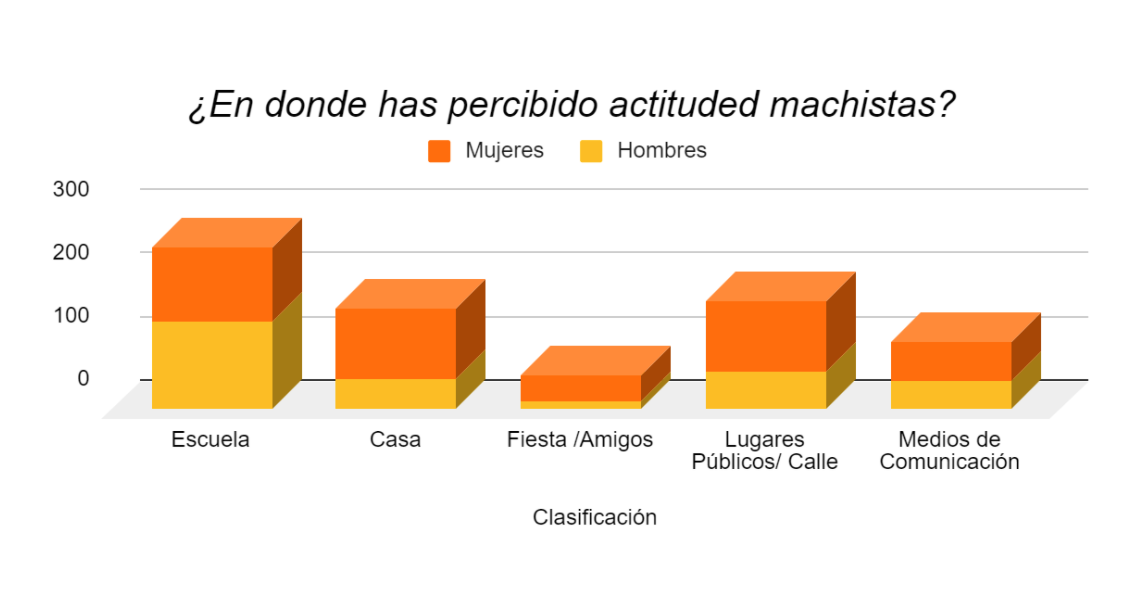 ¿En donde has percibido actituded machistas?
Mujeres Hombres
300
200
100
0
Escuela Casa Fiesta /Amigos Lugares Medios de
Públicos/ Calle Comunicación
Clasificación